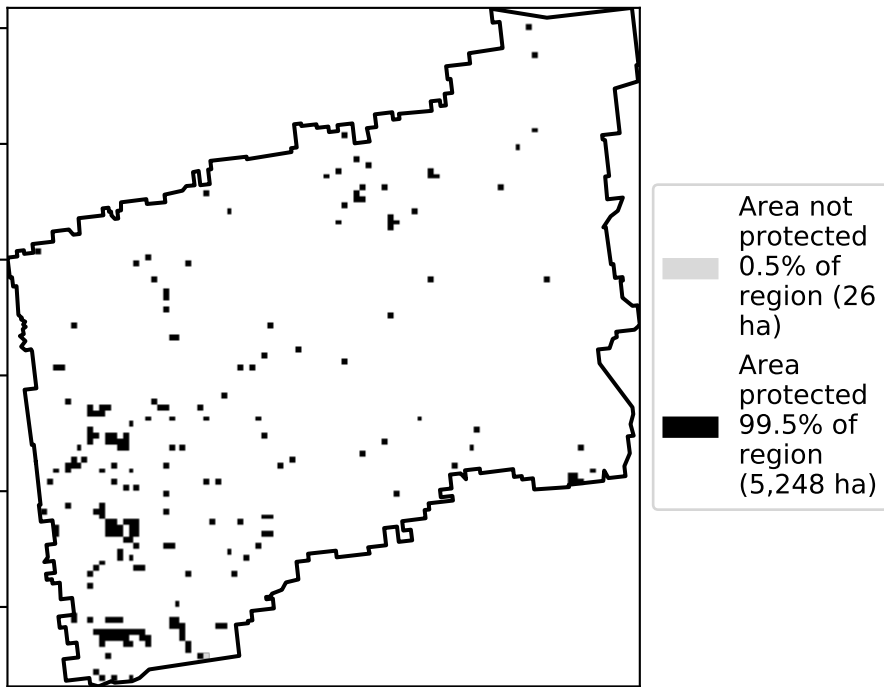 Area not
protected
0.5% of
region (26
ha)
Area
protected
99.5% of
region
(5,248 ha)